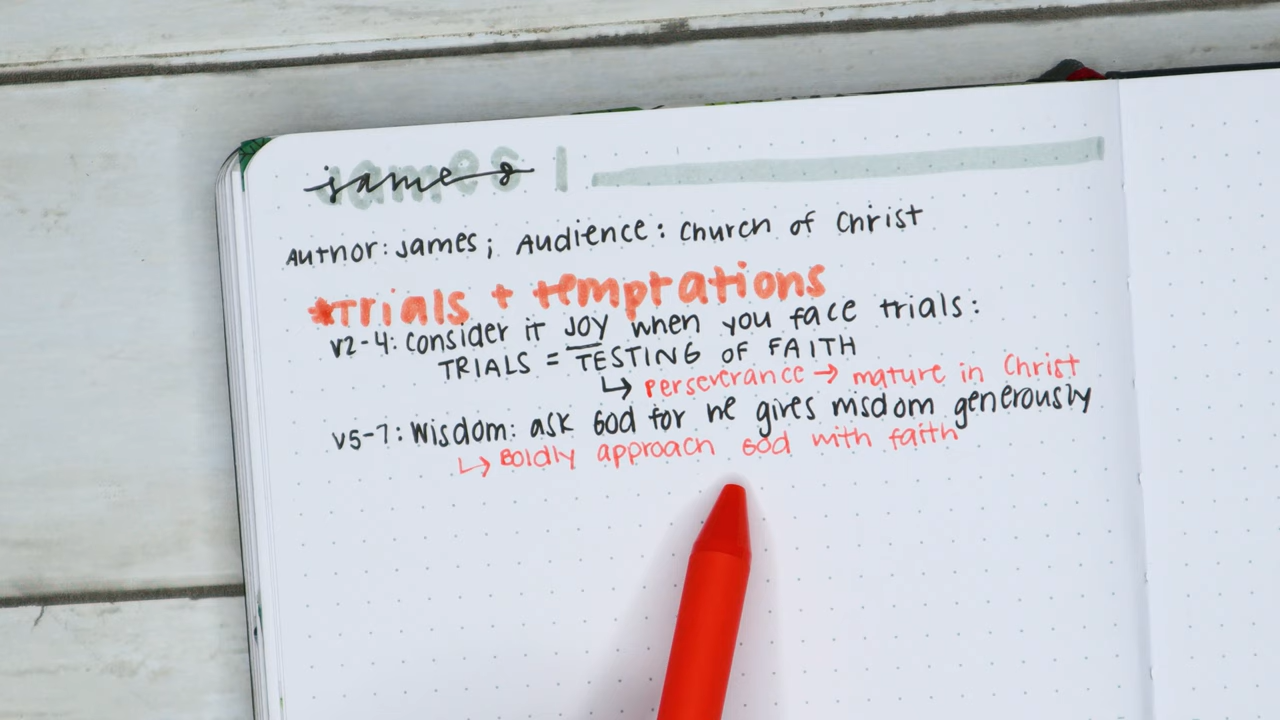 james 1
Author: James; Audience: Church of Christ
*Trials + temptations
v2-4: Consider it JOY when you face trials:
TRIALS = TESTING OF FAITH
↳ perseverance → mature in Christ
v5-7: Wisdom: ask God for he gives wisdom generously
↳ Boldly approach God with faith